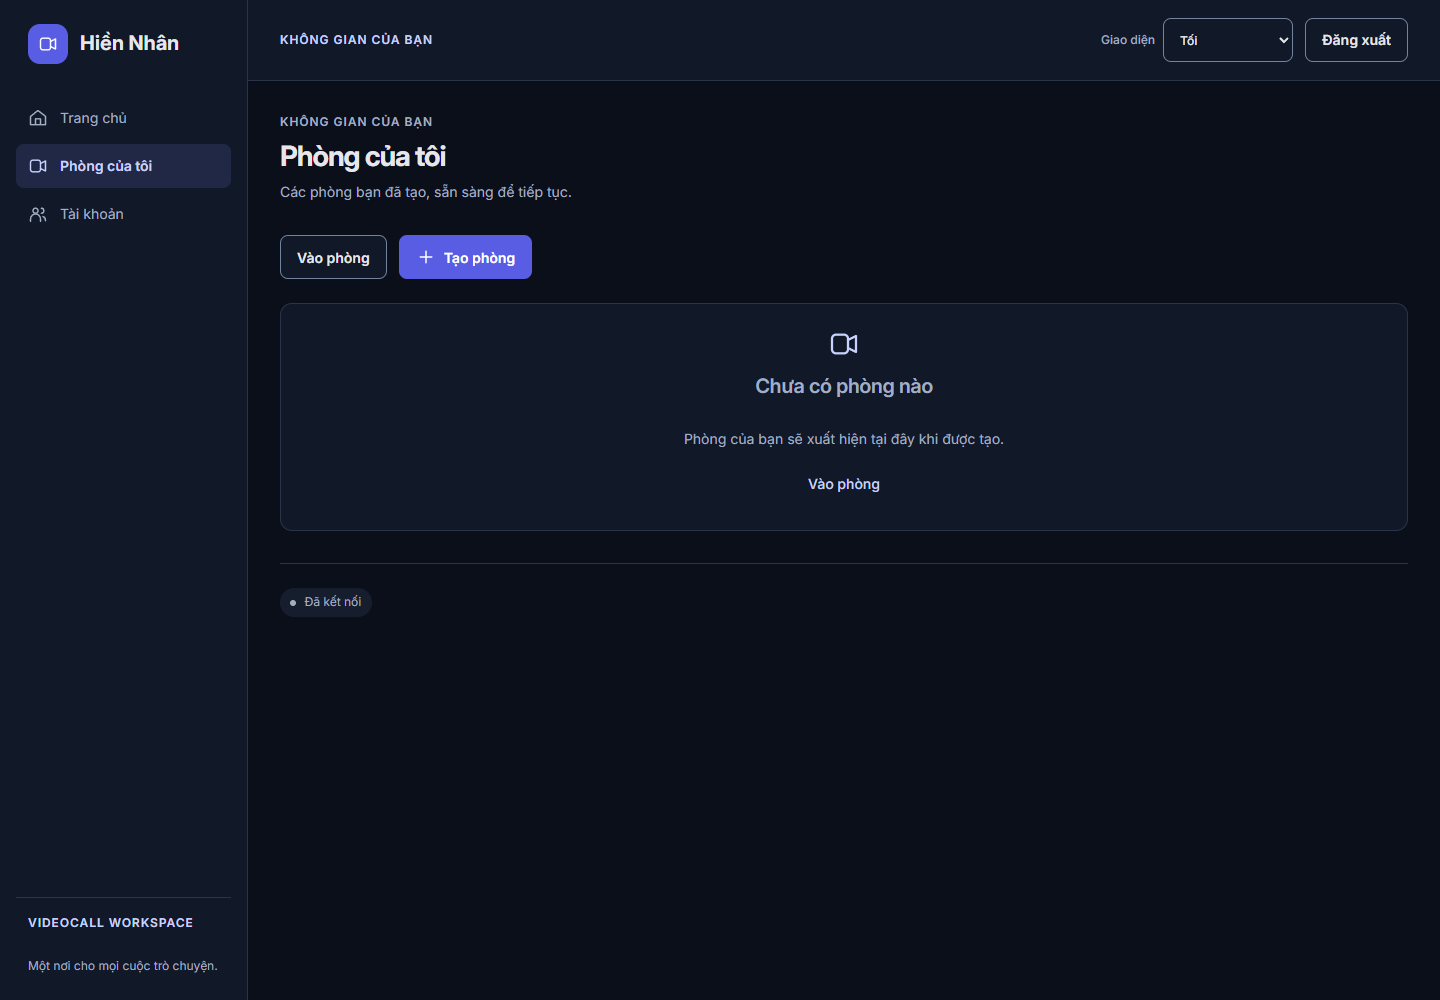 Hiền Nhân
Trang chủ
Phòng của tôi
Tài khoản
VIDEOCALL WORKSPACE
Một nơi cho mọi cuộc trò chuyện.
KHÔNG GIAN CỦA BẠN
Giao diện
Tối
Đăng xuất
KHÔNG GIAN CỦA BẠN
Phòng của tôi
Các phòng bạn đã tạo, sẵn sàng để tiếp tục.
Vào phòng
Tạo phòng
Chưa có phòng nào
Phòng của bạn sẽ xuất hiện tại đây khi được tạo.
Vào phòng
Đã kết nối